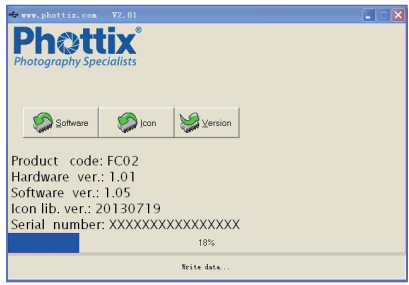 www.phottix.com V2.01
Phottix®
Photography Specialists
Software Icon Version
Product code: FC02
Hardware ver.: 1.01
Software ver.: 1.05
Icon lib. ver.: 20130719
Serial number: XXXXXXXXXXXXXXXX
18%
Write data...